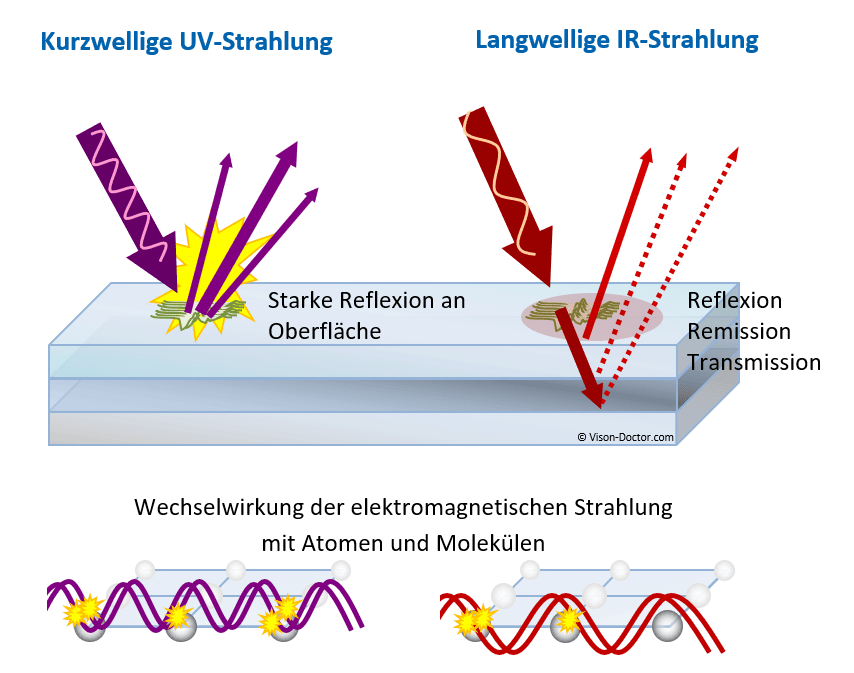 Kurzwellige UV-Strahlung
Langwellige IR-Strahlung
Starke Reflexion an
Oberfläche
Reflexion
Remission
Transmission
© Vison-Doctor.com
Wechselwirkung der elektromagnetischen Strahlung
mit Atomen und Molekülen